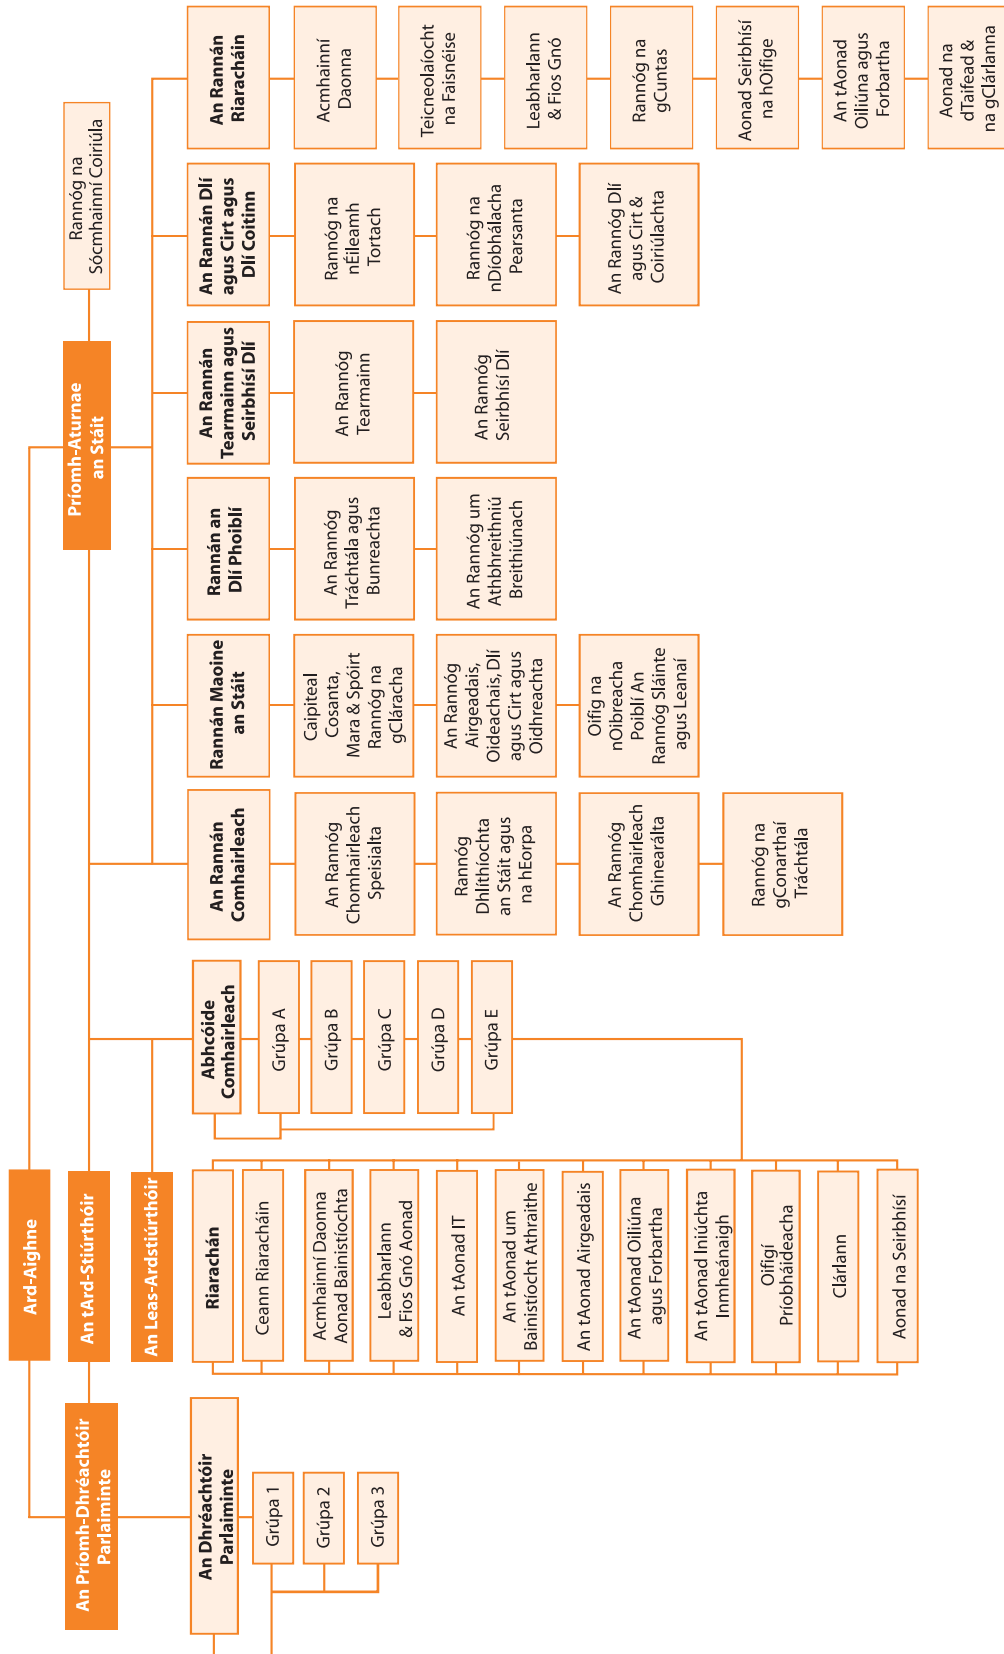 Ard-Aighne
An Príomh-Dhréachtóir
Parlaiminte
An tArd-Stiúrthóir
Príomh-Aturnae
an Stáit
Rannóg na
Sócmhainní Coiriúla
An Leas-Ardstiúrthóir
An Dhréachtóir
Parlaiminte
Grúpa 1
Grúpa 2
Grúpa 3
Riarachán
Ceann Riaracháin
Acmhainní Daonna
Aonad Bainistíochta
Leabharlann
& Fios Gnó Aonad
An tAonad IT
An tAonad um
Bainistíocht Athraithe
An tAonad Airgeadais
An tAonad Oiliúna
agus Forbartha
An tAonad Iniúchta
Inmheánaigh
Oifigí
Príobháideacha
Clárlann
Aonad na Seirbhísí
Abhcóide
Comhairleach
Grúpa A
Grúpa B
Grúpa C
Grúpa D
Grúpa E
An Rannán
Comhairleach
An Rannóg
Chomhairleach
Speisialta
Rannóg
Dhlíthíochta
an Stáit agus
na hEorpa
An Rannóg
Chomhairleach
Ghinearálta
Rannóg na
gConarthaí
Tráchtála
Rannán Maoine
an Stáit
Caipiteal
Cosanta,
Mara & Spóirt
Rannóg na
gCláracha
An Rannóg
Airgeadais,
Oideachais, Dlí
agus Cirt agus
Oidhreachta
Oifig na
nOibreacha
Poiblí An
Rannóg Sláinte
agus Leanaí
Rannán an
Dlí Phoiblí
An Rannóg
Tráchtála agus
Bunreachta
An Rannóg um
Athbhreithniú
Breithiúnach
An Rannán
Tearmainn agus
Seirbhísí Dlí
An Rannóg
Tearmainn
An Rannóg
Seirbhísí Dlí
An Rannán Dlí
agus Cirt agus
Dlí Coitinn
Rannóg na
nÉileamh
Tortach
Rannóg na
nDíobhálacha
Pearsanta
An Rannóg Dlí
agus Cirt &
Coiriúlachta
An Rannán
Riaracháin
Acmhainní
Daonna
Teicneolaíocht
na Faisnéise
Leabharlann
& Fios Gnó
Rannóg na
gCuntas
Aonad Seirbhísí
na hOifige
An tAonad
Oiliúna agus
Forbartha
Aonad na
dTaifead &
na gClárlanna